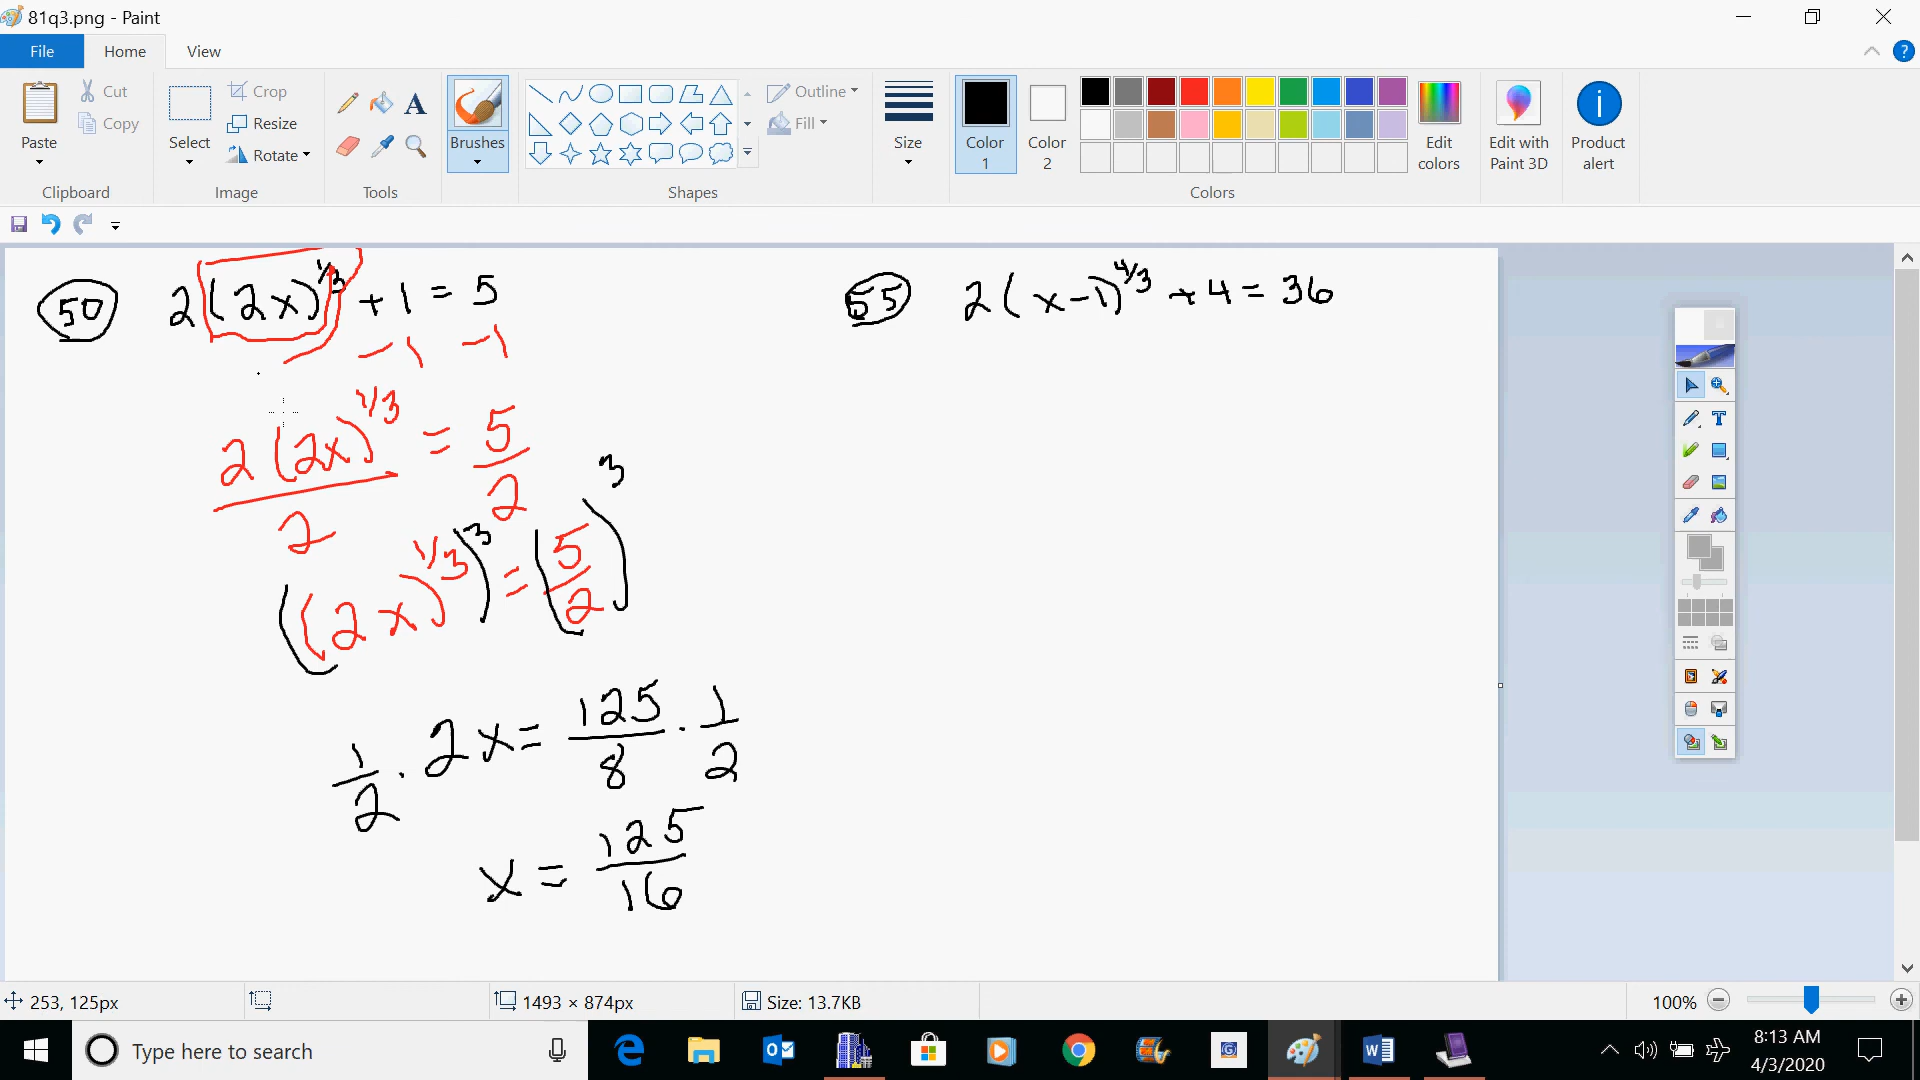 81q3.png - Paint
File Home View
Paste Cut Copy Clipboard
Select Crop Resize Rotate Image
A Tools
Brushes
Outline Fill Shapes
Size
Color 1 Color 2 Edit colors Colors
Edit with Paint 3D
Product alert
50 2(2x)^1/3 + 1 = 5
-1 -1
2(2x)^1/3 / 2 = 5/2
((2x)^1/3)^3 = (5/2)^3
1/2 · 2x = 125/8 · 1/2
x = 125/16
55 2(x-1)^4/3 + 4 = 36
T
253, 125px 1493 × 874px Size: 13.7KB 100%
Type here to search
8:13 AM
4/3/2020